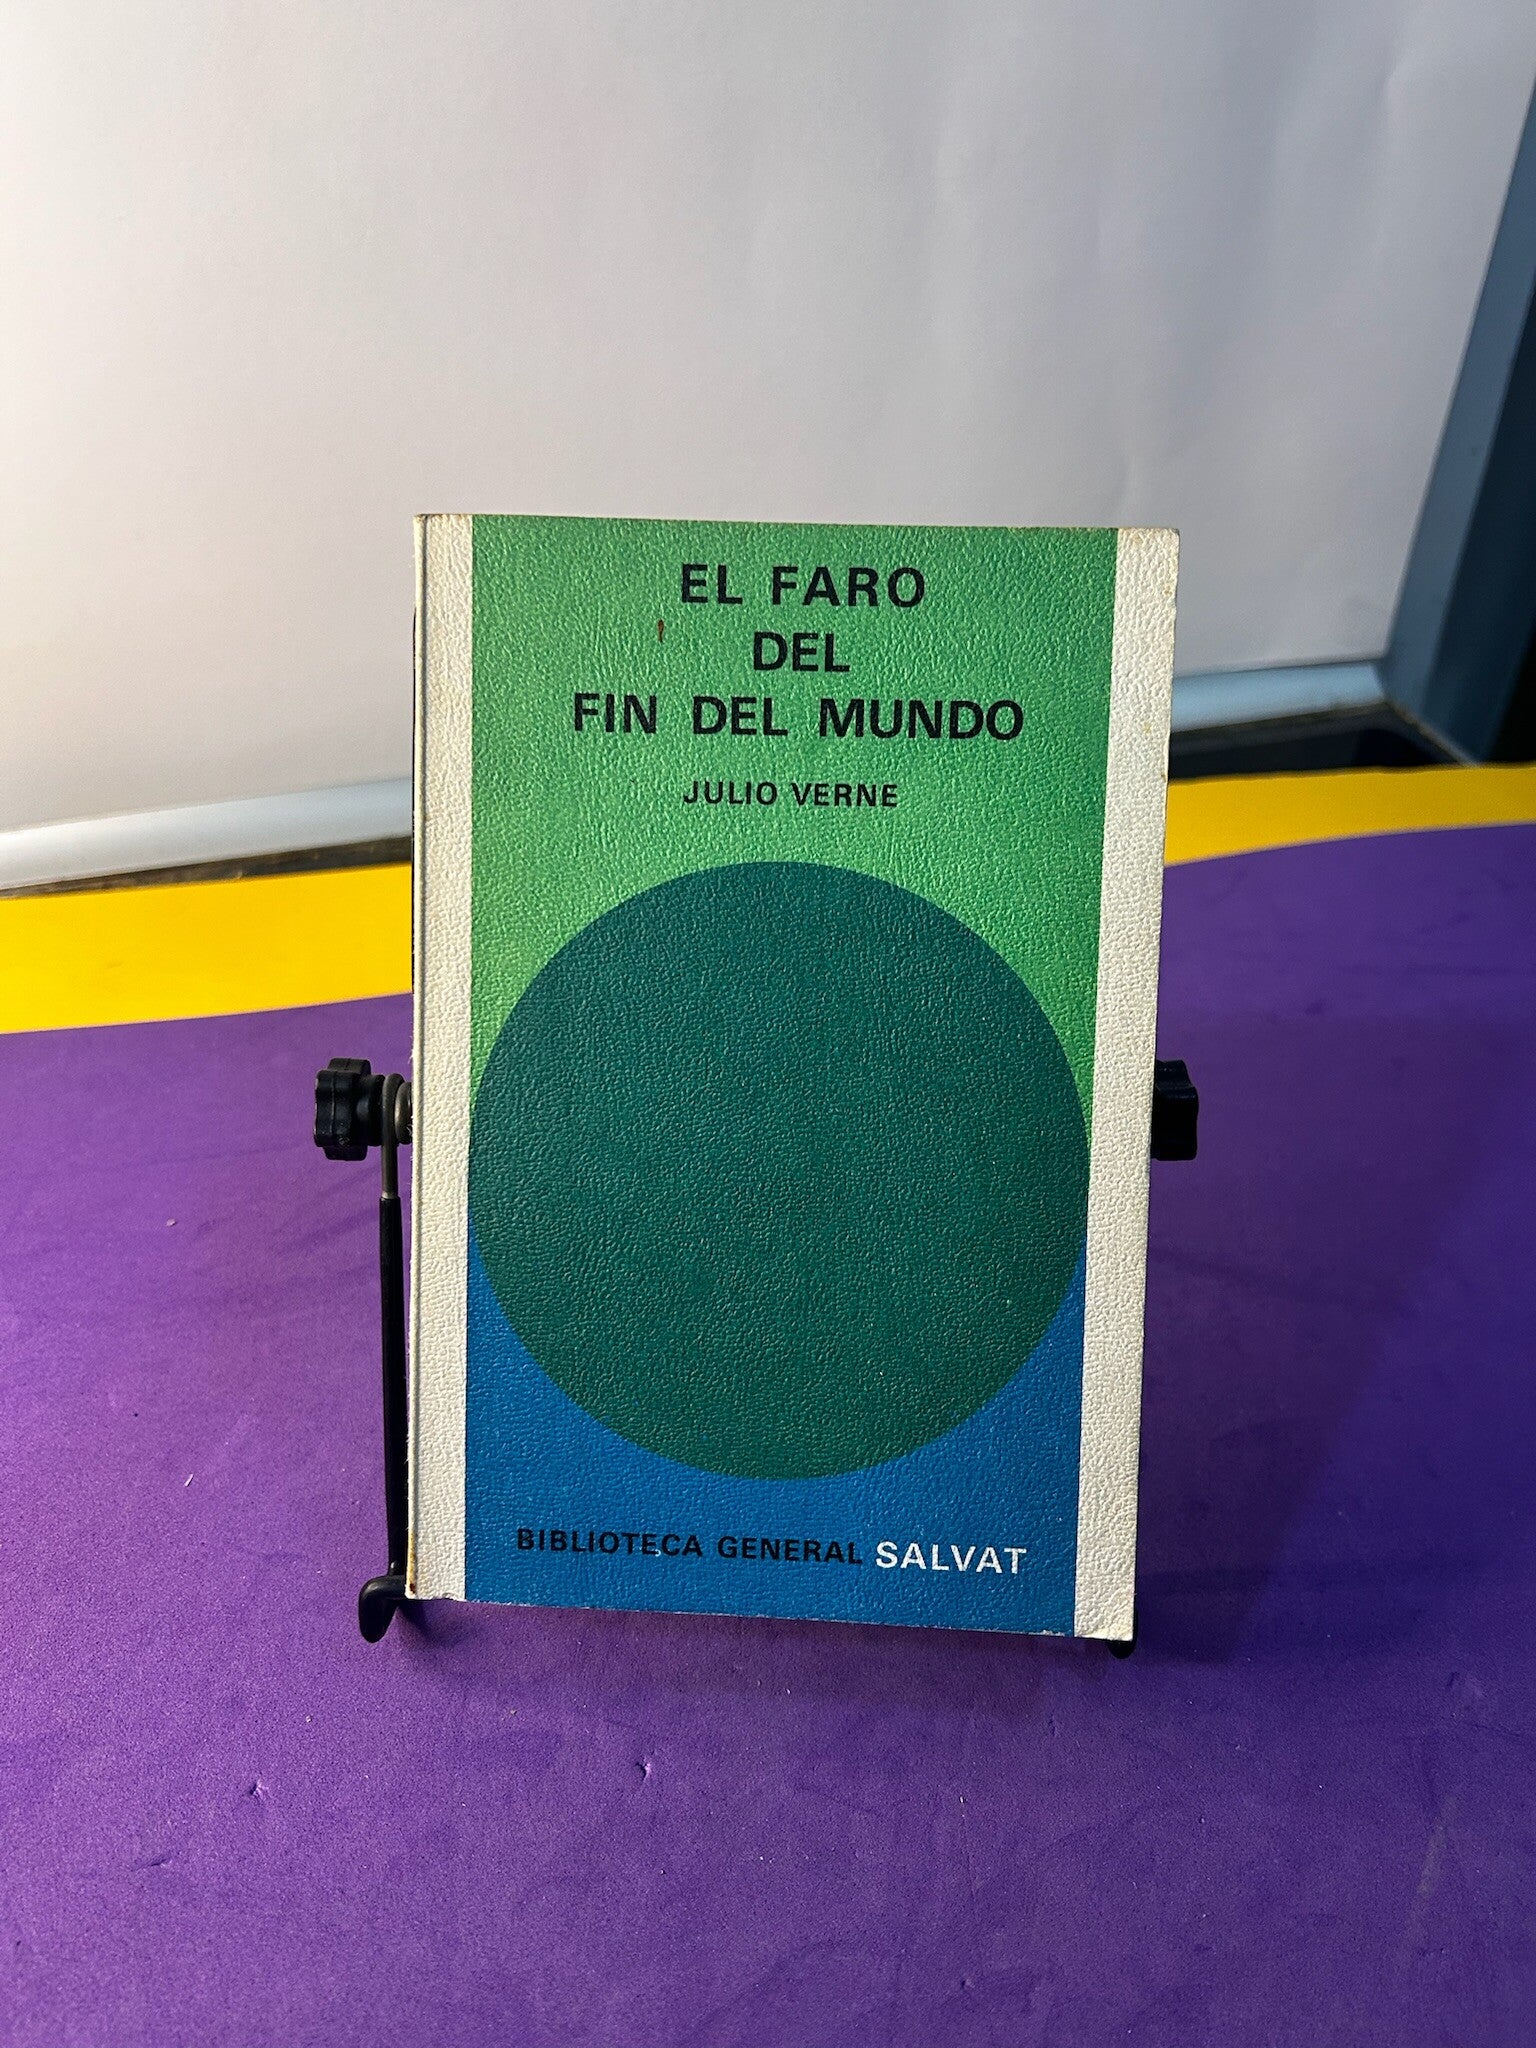 EL FARO
DEL
FIN DEL MUNDO
JULIO VERNE
BIBLIOTECA GENERAL SALVAT